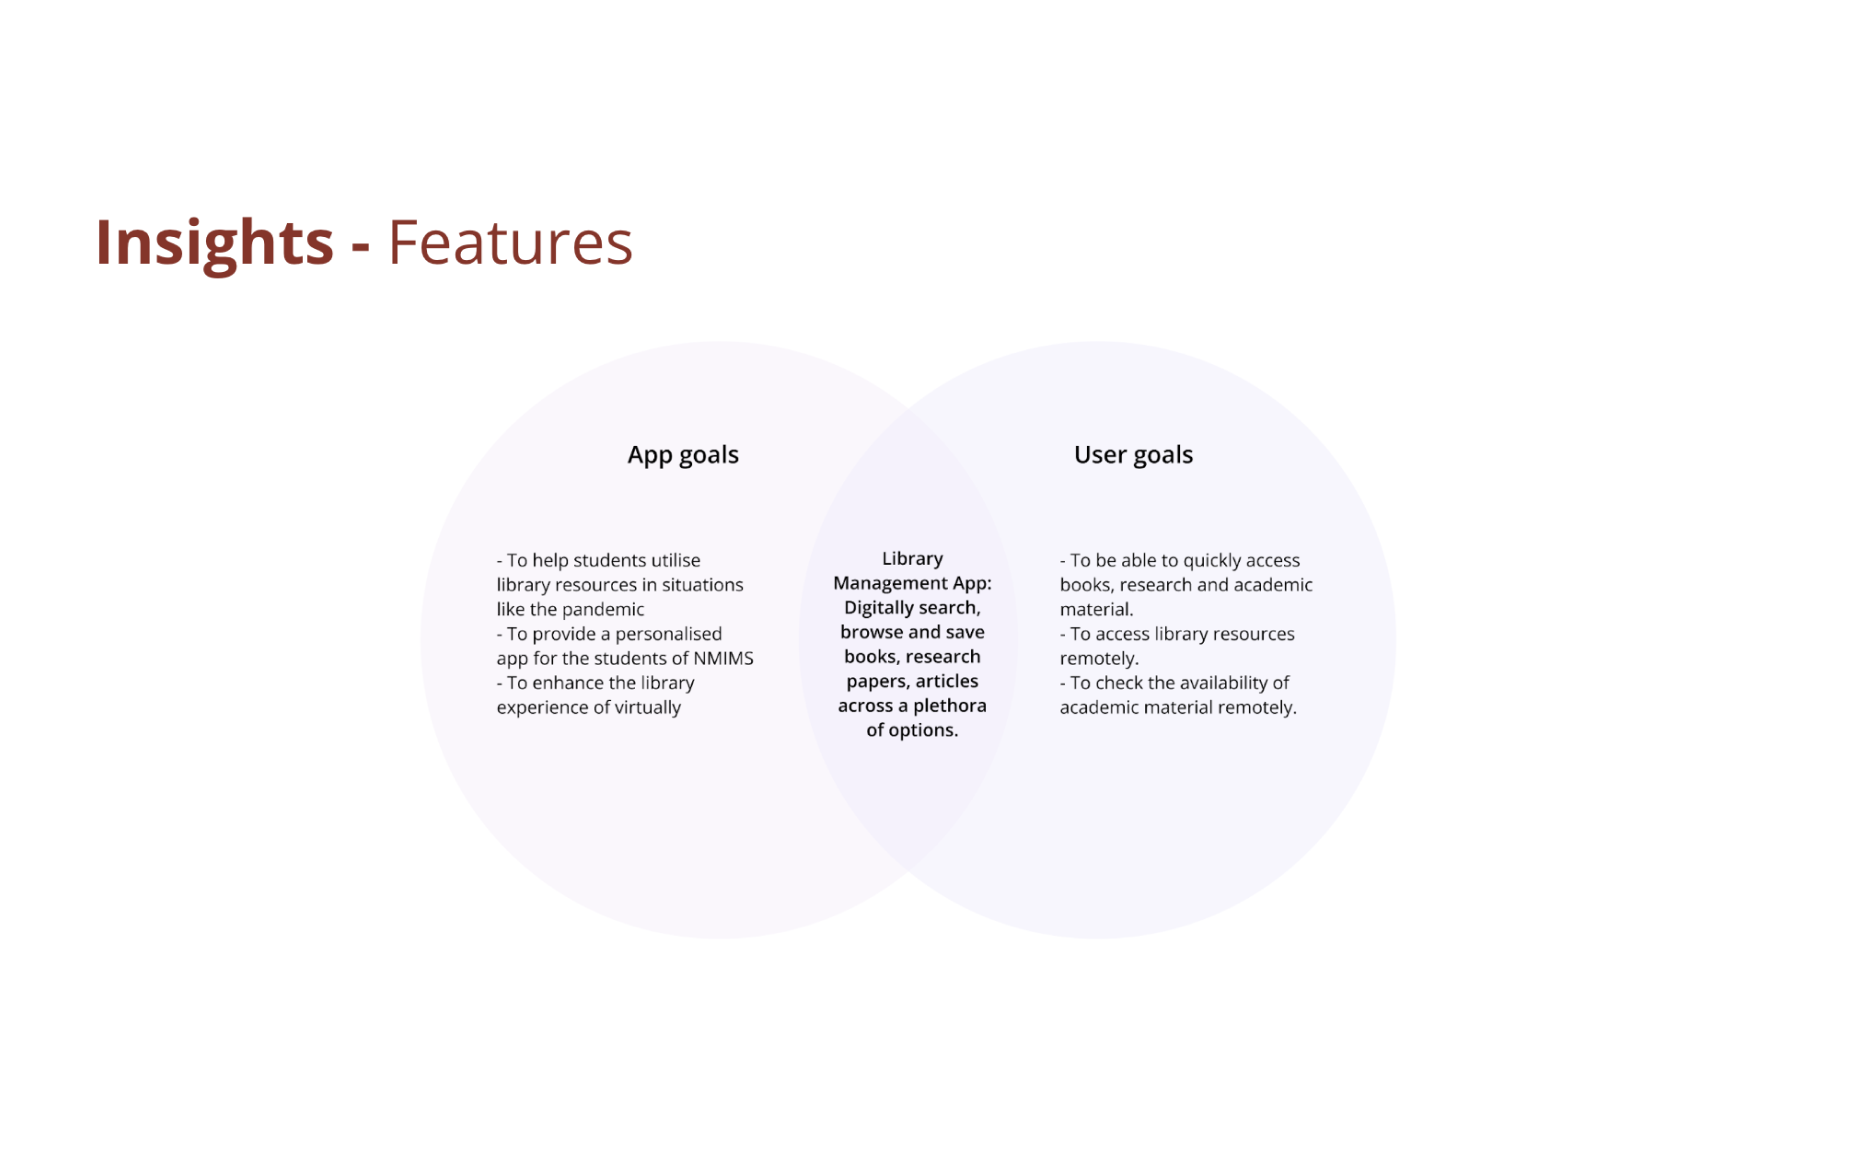 Insights - Features
App goals
- To help students utilise
library resources in situations
like the pandemic
- To provide a personalised
app for the students of NMIMS
- To enhance the library
experience of virtually
Library
Management App:
Digitally search,
browse and save
books, research
papers, articles
across a plethora
of options.
User goals
- To be able to quickly access
books, research and academic
material.
- To access library resources
remotely.
- To check the availability of
academic material remotely.